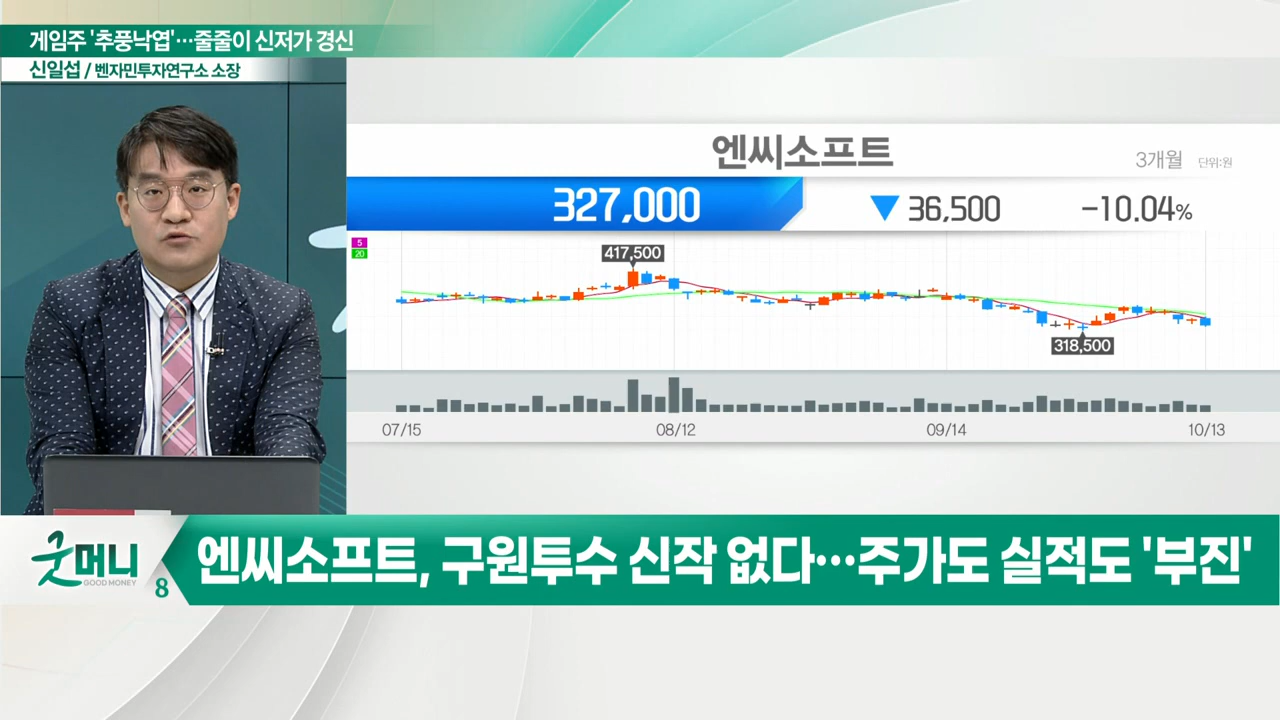 게임주 '추풍낙엽'…줄줄이 신저가 경신
신일섭 / 벤자민투자연구소 소장
엔씨소프트
3개월 단위:원
327,000 ▼ 36,500 -10.04%
5
20
417,500
318,500
07/15 08/12 09/14 10/13
굿머니
GOOD MONEY
8
엔씨소프트, 구원투수 신작 없다…주가도 실적도 '부진'